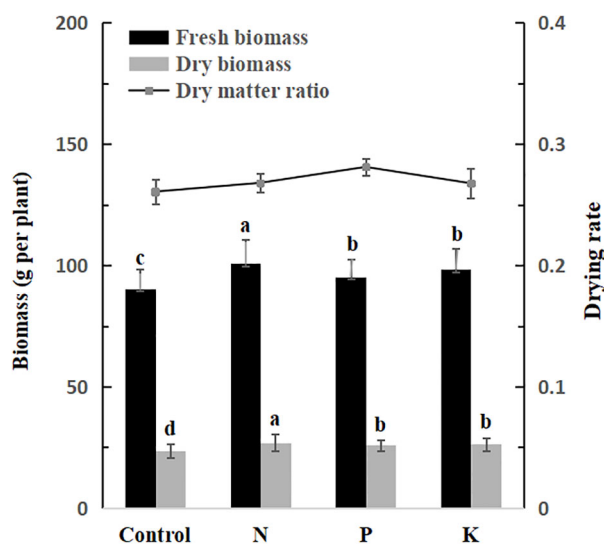 Biomass (g per plant)
200
150
100
50
0
Fresh biomass
Dry biomass
Dry matter ratio
c
a
b
b
d
a
b
b
Control
N
P
K
0.4
0.3
0.2
0.1
0
Drying rate